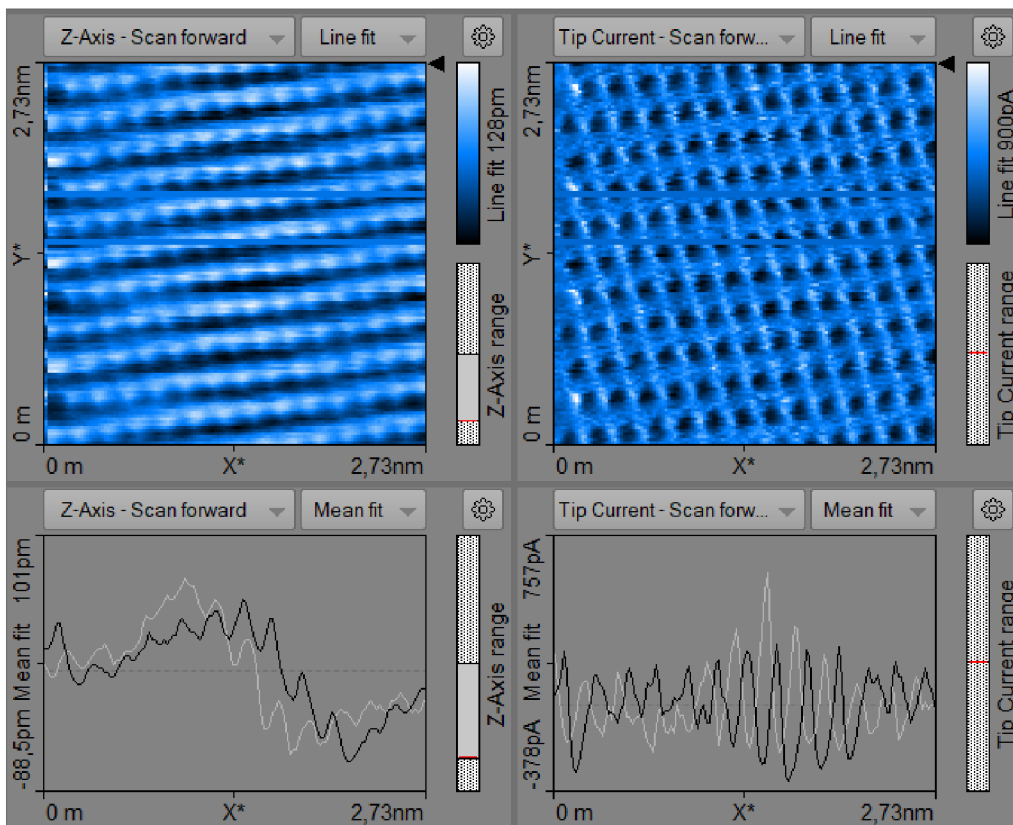 Z-Axis - Scan forward
Line fit
Tip Current - Scan forw...
Line fit
2,73nm
Y*
0 m
Line fit 128pm
Z-Axis range
0 m
X*
2,73nm
2,73nm
Y*
0 m
Line fit 900pA
Tip Current range
0 m
X*
2,73nm
Z-Axis - Scan forward
Mean fit
Tip Current - Scan forw...
Mean fit
-88,5pm Mean fit 101pm
Z-Axis range
0 m
X*
2,73nm
-378pA Mean fit 757pA
Tip Current range
0 m
X*
2,73nm